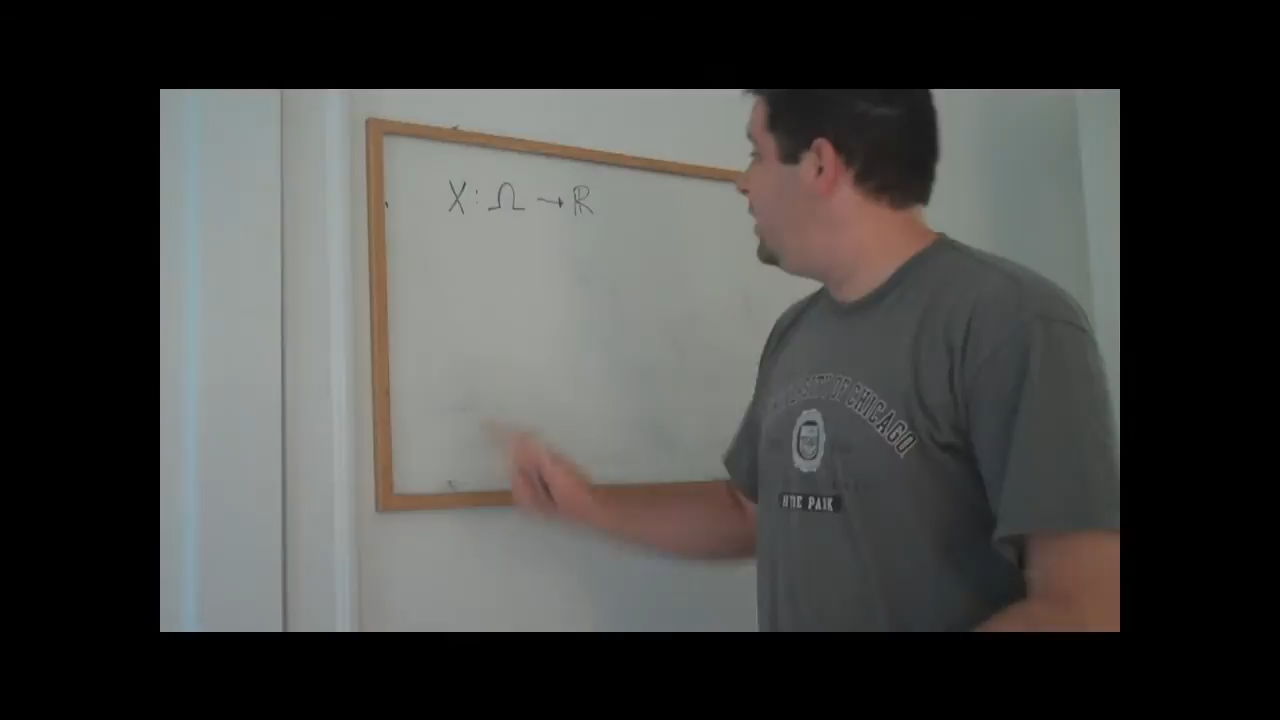 X: Ω → ℝ
UNIVERSITY OF CHICAGO
HYDE PARK